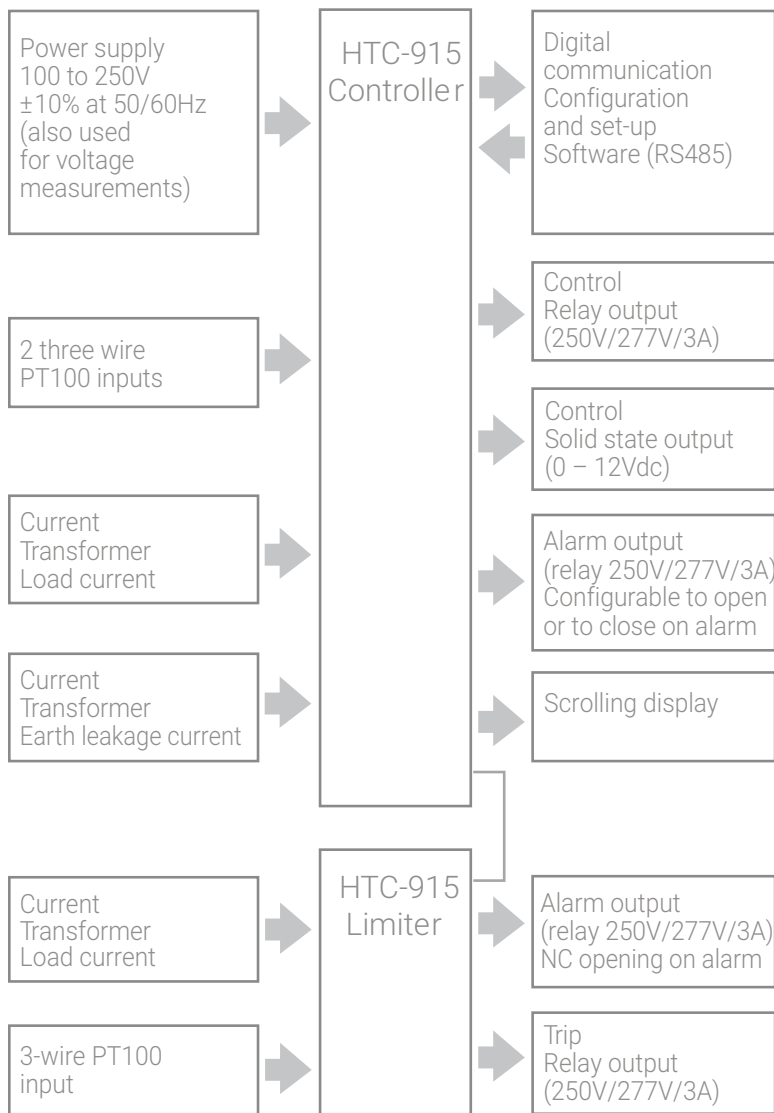 Power supply
100 to 250V
±10% at 50/60Hz
(also used
for voltage
measurements)
HTC-915
Controller
Digital
communication
Configuration
and set-up
Software (RS485)
2 three wire
PT100 inputs
Control
Relay output
(250V/277V/3A)
Control
Solid state output
(0 – 12Vdc)
Current
Transformer
Load current
Alarm output
(relay 250V/277V/3A)
Configurable to open
or to close on alarm
Current
Transformer
Earth leakage current
Scrolling display
Current
Transformer
Load current
HTC-915
Limiter
Alarm output
(relay 250V/277V/3A)
NC opening on alarm
3-wire PT100
input
Trip
Relay output
(250V/277V/3A)